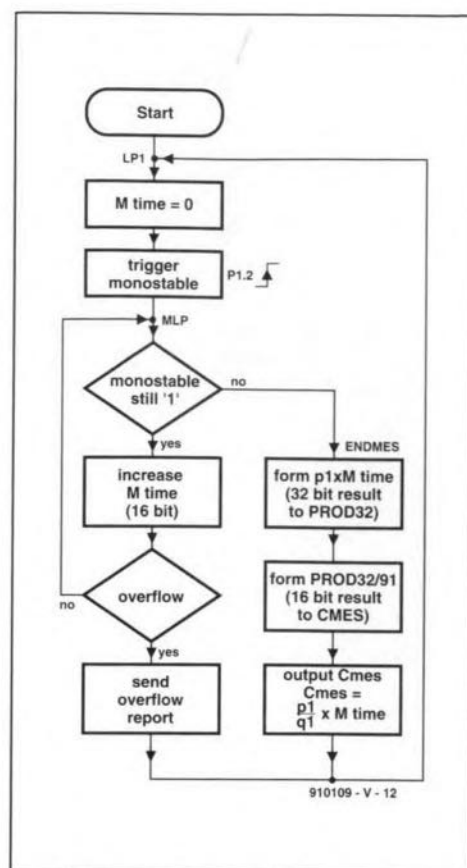 Start
LP1
M time = 0
trigger
monostable
P1.2
MLP
monostable
still '1'
no
yes
increase
M time
(16 bit)
overflow
no
yes
send
overflow
report
ENDMES
form p1xM time
(32 bit result
to PROD32)
form PROD32/91
(16 bit result
to CMES)
output Cmes
Cmes =
p1/q1 x M time
910109 - V - 12